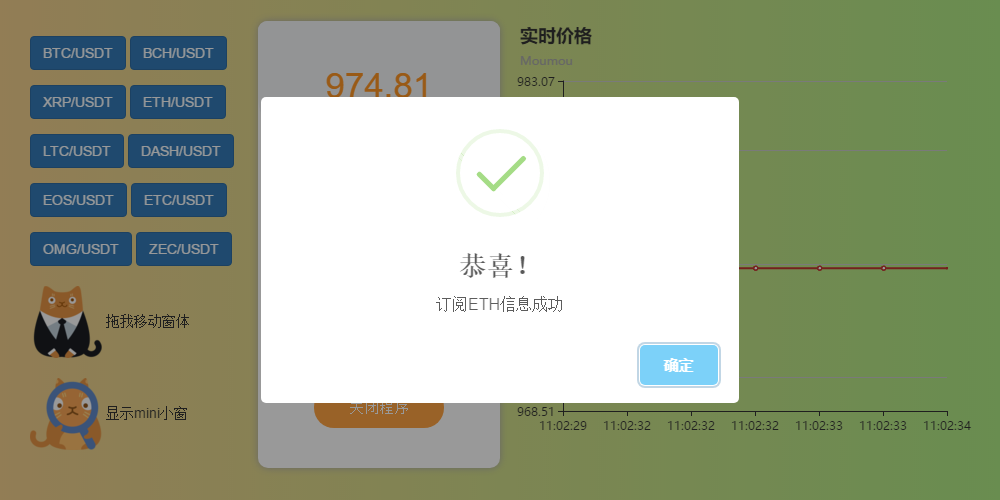 BTC/USDT BCH/USDT
XRP/USDT ETH/USDT
LTC/USDT DASH/USDT
EOS/USDT ETC/USDT
OMG/USDT ZEC/USDT
拖我移动窗体
显示mini小窗
974.81
关闭程序
实时价格
Moumou
983.07
968.51
11:02:29 11:02:32 11:02:32 11:02:32 11:02:33 11:02:33 11:02:34
恭喜!
订阅ETH信息成功
确定